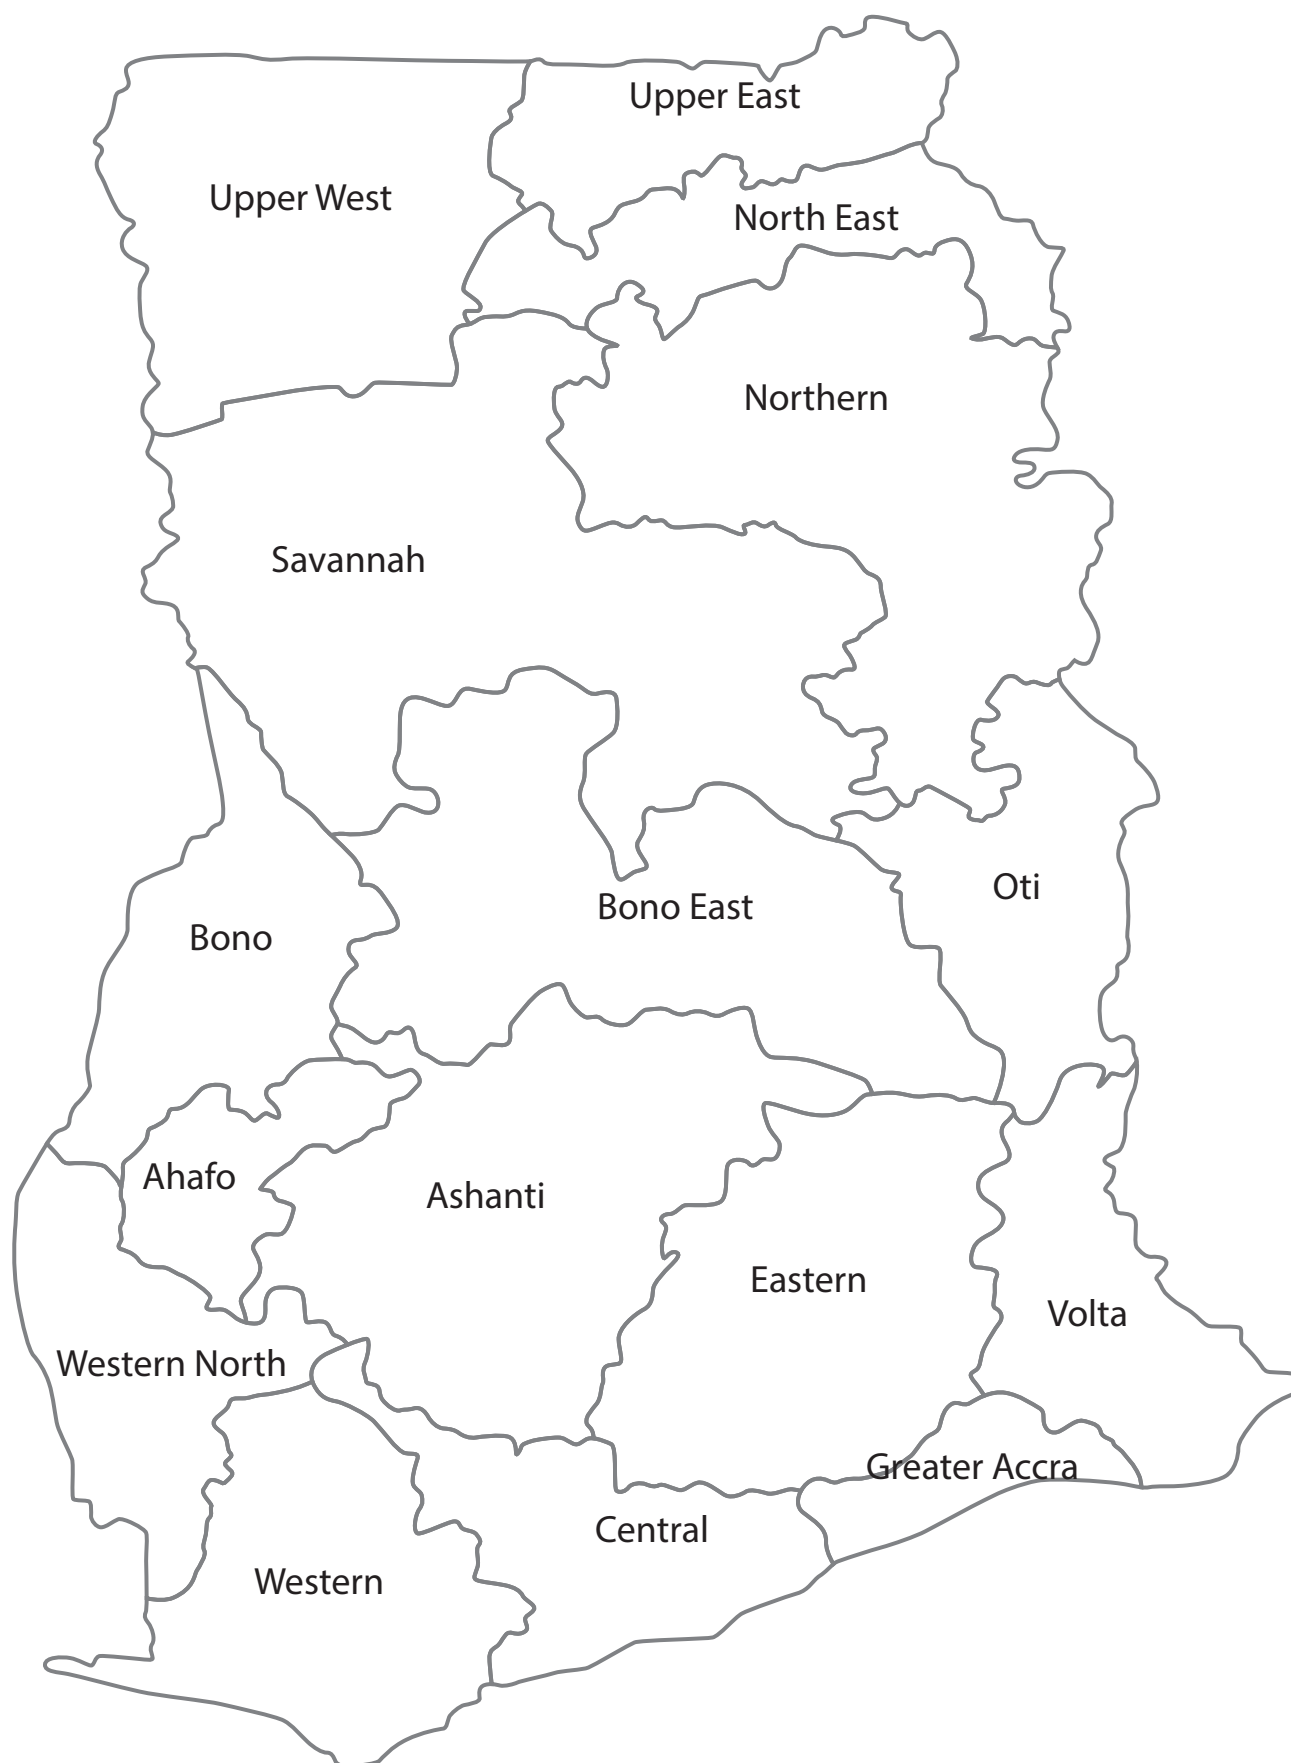 Upper East
Upper West
North East
Northern
Savannah
Oti
Bono East
Bono
Ahafo
Ashanti
Eastern
Volta
Western North
Greater Accra
Central
Western